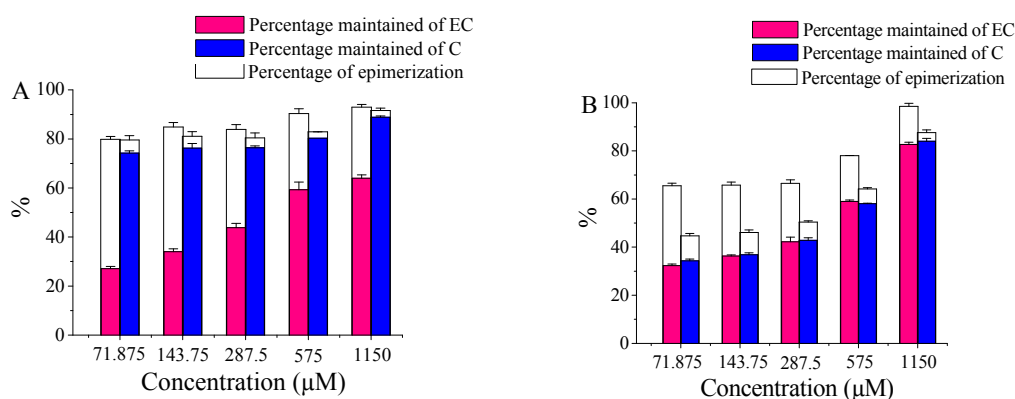 Percentage maintained of EC
Percentage maintained of C
Percentage of epimerization
A
100
80
60
40
20
0
%
71.875 143.75 287.5 575 1150
Concentration (μM)
Percentage maintained of EC
Percentage maintained of C
Percentage of epimerization
B
100
80
60
40
20
0
%
71.875 143.75 287.5 575 1150
Concentration (μM)